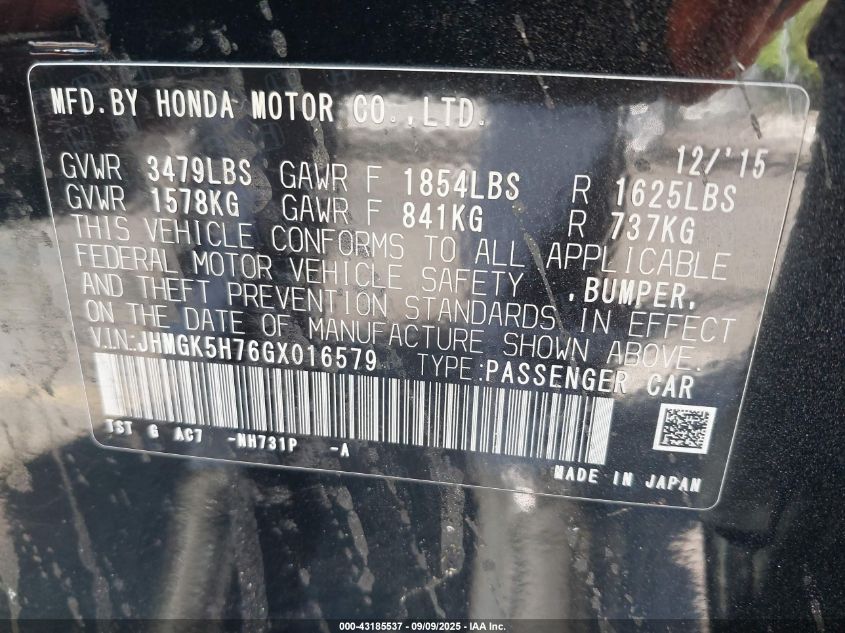 MFD.BY HONDA MOTOR CO.,LTD.
12/'15
GVWR 3479LBS GAWR F 1854LBS R 1625LBS
GVWR 1578KG GAWR F 841KG R 737KG
THIS VEHICLE CONFORMS TO ALL APPLICABLE
FEDERAL MOTOR VEHICLE SAFETY ,BUMPER,
AND THEFT PREVENTION STANDARDS IN EFFECT
ON THE DATE OF MANUFACTURE SHOWN ABOVE.
V.IN:JHMGK5H76GX016579 TYPE:PASSENGER CAR
TST G AC7 -NH731P -A
MADE IN JAPAN
000-43185537 - 09/09/2025 - IAA Inc.